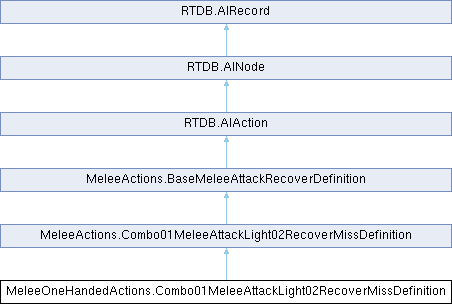 RTDB.AIRecord
RTDB.AINode
RTDB.AIAction
MeleeActions.BaseMeleeAttackRecoverDefinition
MeleeActions.Combo01MeleeAttackLight02RecoverMissDefinition
MeleeOneHandedActions.Combo01MeleeAttackLight02RecoverMissDefinition